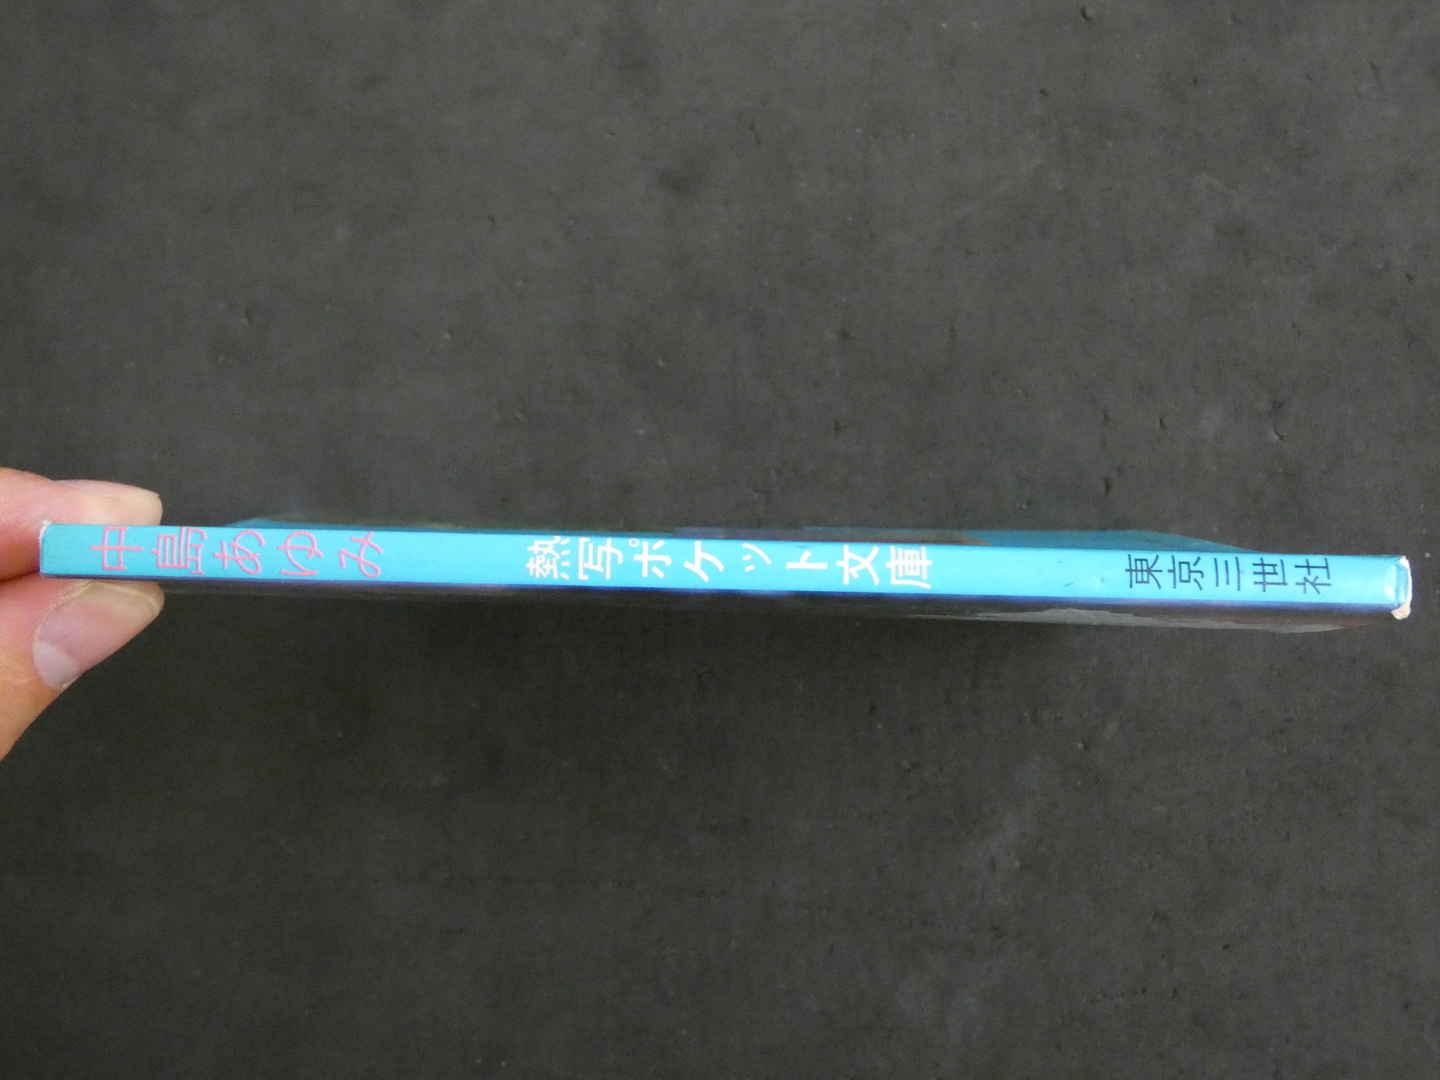 中島あゆみ
熱写ポケット文庫
東京三世社